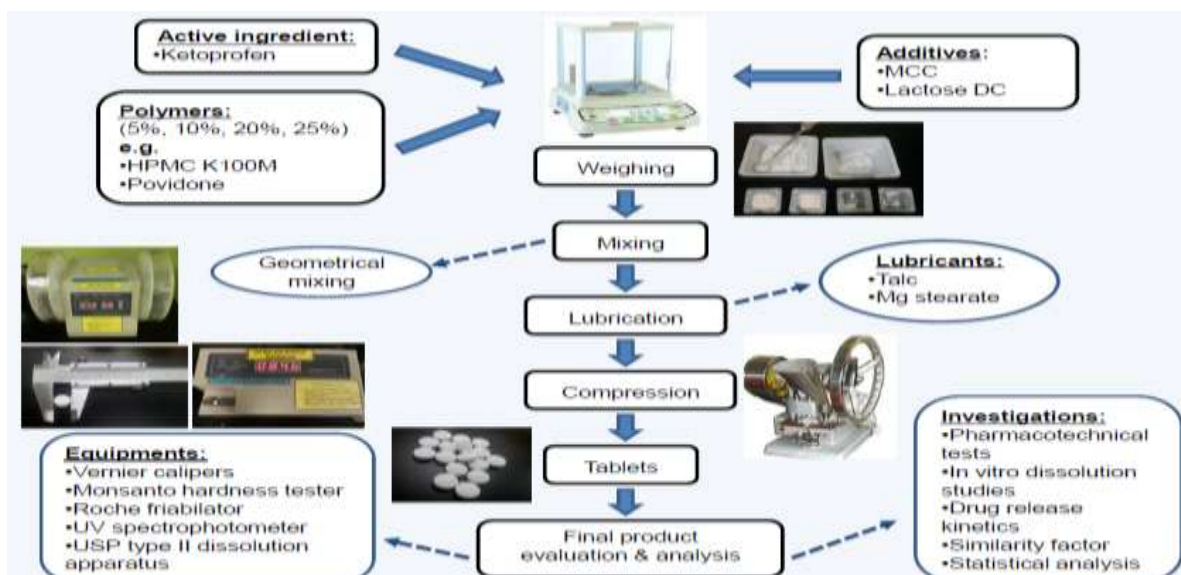 Active ingredient:
•Ketoprofen
Polymers:
(5%, 10%, 20%, 25%)
e.g.
•HPMC K100M
•Povidone
Additives:
•MCC
•Lactose DC
Weighing
Mixing
Geometrical
mixing
Lubrication
Lubricants:
•Talc
•Mg stearate
Compression
Tablets
Final product
evaluation & analysis
Equipments:
•Vernier calipers
•Monsanto hardness tester
•Roche friabilator
•UV spectrophotometer
•USP type II dissolution
apparatus
Investigations:
•Pharmacotechnical
tests
•In vitro dissolution
studies
•Drug release
kinetics
•Similarity factor
•Statistical analysis